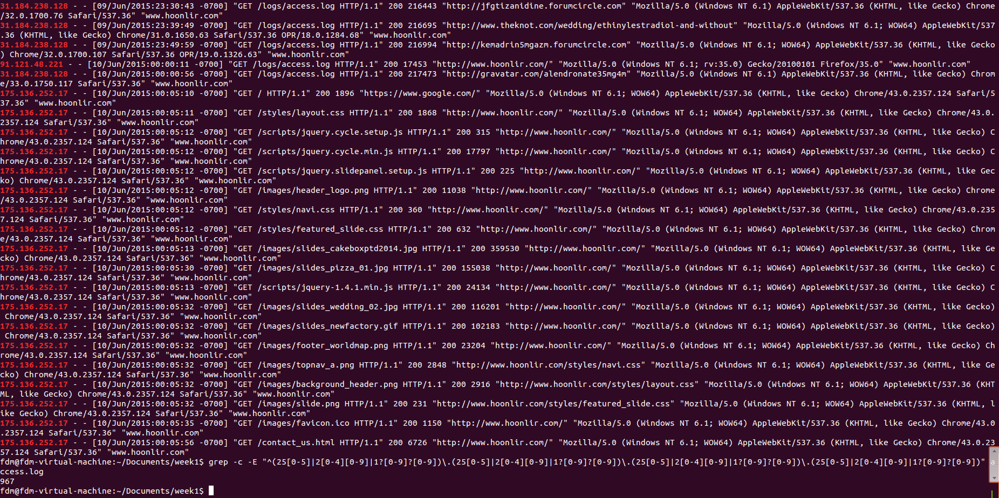 31.184.238.128 - - [09/Jun/2015:23:30:43 -0700] "GET /logs/access.log HTTP/1.1" 200 216443 "http://jfgtizanidine.forumcircle.com" "Mozilla/5.0 (Windows NT 6.1) AppleWebKit/537.36 (KHTML, like Gecko) Chrome
/32.0.1700.76 Safari/537.36" "www.hoonlir.com"
31.184.238.128 - - [09/Jun/2015:23:39:49 -0700] "GET /logs/access.log HTTP/1.1" 200 216695 "http://www.theknot.com/wedding/ethinylestradiol-and-without" "Mozilla/5.0 (Windows NT 6.1; WOW64) AppleWebKit/537
.36 (KHTML, like Gecko) Chrome/31.0.1650.63 Safari/537.36 OPR/18.0.1284.68" "www.hoonlir.com"
31.184.238.128 - - [09/Jun/2015:23:49:59 -0700] "GET /logs/access.log HTTP/1.1" 200 216994 "http://kemadrin5mgazm.forumcircle.com" "Mozilla/5.0 (Windows NT 6.1; WOW64) AppleWebKit/537.36 (KHTML, like Gecko
) Chrome/32.0.1700.107 Safari/537.36 OPR/19.0.1326.63" "www.hoonlir.com"
91.121.48.221 - - [10/Jun/2015:00:00:11 -0700] "GET /logs/access.log HTTP/1.1" 200 17453 "http://www.hoonlir.com/" "Mozilla/5.0 (Windows NT 6.1; rv:35.0) Gecko/20100101 Firefox/35.0" "www.hoonlir.com"
31.184.238.128 - - [10/Jun/2015:00:00:56 -0700] "GET /logs/access.log HTTP/1.1" 200 217473 "http://gravatar.com/alendronate35mg4m" "Mozilla/5.0 (Windows NT 6.1) AppleWebKit/537.36 (KHTML, like Gecko) Chrom
e/33.0.1750.117 Safari/537.36" "www.hoonlir.com"
175.136.252.17 - - [10/Jun/2015:00:05:10 -0700] "GET / HTTP/1.1" 200 1896 "https://www.google.com/" "Mozilla/5.0 (Windows NT 6.1; WOW64) AppleWebKit/537.36 (KHTML, like Gecko) Chrome/43.0.2357.124 Safari/5
37.36" "www.hoonlir.com"
175.136.252.17 - - [10/Jun/2015:00:05:11 -0700] "GET /styles/layout.css HTTP/1.1" 200 1868 "http://www.hoonlir.com/" "Mozilla/5.0 (Windows NT 6.1; WOW64) AppleWebKit/537.36 (KHTML, like Gecko) Chrome/43.0.
2357.124 Safari/537.36" "www.hoonlir.com"
175.136.252.17 - - [10/Jun/2015:00:05:12 -0700] "GET /scripts/jquery.cycle.setup.js HTTP/1.1" 200 315 "http://www.hoonlir.com/" "Mozilla/5.0 (Windows NT 6.1; WOW64) AppleWebKit/537.36 (KHTML, like Gecko) C
hrome/43.0.2357.124 Safari/537.36" "www.hoonlir.com"
175.136.252.17 - - [10/Jun/2015:00:05:12 -0700] "GET /scripts/jquery.cycle.min.js HTTP/1.1" 200 17797 "http://www.hoonlir.com/" "Mozilla/5.0 (Windows NT 6.1; WOW64) AppleWebKit/537.36 (KHTML, like Gecko) C
hrome/43.0.2357.124 Safari/537.36" "www.hoonlir.com"
175.136.252.17 - - [10/Jun/2015:00:05:12 -0700] "GET /scripts/jquery.slidepanel.setup.js HTTP/1.1" 200 225 "http://www.hoonlir.com/" "Mozilla/5.0 (Windows NT 6.1; WOW64) AppleWebKit/537.36 (KHTML, like Gec
ko) Chrome/43.0.2357.124 Safari/537.36" "www.hoonlir.com"
175.136.252.17 - - [10/Jun/2015:00:05:12 -0700] "GET /images/header_logo.png HTTP/1.1" 200 11038 "http://www.hoonlir.com/" "Mozilla/5.0 (Windows NT 6.1; WOW64) AppleWebKit/537.36 (KHTML, like Gecko) Chrome
/43.0.2357.124 Safari/537.36" "www.hoonlir.com"
175.136.252.17 - - [10/Jun/2015:00:05:12 -0700] "GET /styles/navi.css HTTP/1.1" 200 360 "http://www.hoonlir.com/" "Mozilla/5.0 (Windows NT 6.1; WOW64) AppleWebKit/537.36 (KHTML, like Gecko) Chrome/43.0.235
7.124 Safari/537.36" "www.hoonlir.com"
175.136.252.17 - - [10/Jun/2015:00:05:12 -0700] "GET /styles/featured_slide.css HTTP/1.1" 200 632 "http://www.hoonlir.com/" "Mozilla/5.0 (Windows NT 6.1; WOW64) AppleWebKit/537.36 (KHTML, like Gecko) Chrom
e/43.0.2357.124 Safari/537.36" "www.hoonlir.com"
175.136.252.17 - - [10/Jun/2015:00:05:13 -0700] "GET /images/slides_cakeboxptd2014.jpg HTTP/1.1" 200 359530 "http://www.hoonlir.com/" "Mozilla/5.0 (Windows NT 6.1; WOW64) AppleWebKit/537.36 (KHTML, like Ge
cko) Chrome/43.0.2357.124 Safari/537.36" "www.hoonlir.com"
175.136.252.17 - - [10/Jun/2015:00:05:30 -0700] "GET /images/slides_pizza_01.jpg HTTP/1.1" 200 155038 "http://www.hoonlir.com/" "Mozilla/5.0 (Windows NT 6.1; WOW64) AppleWebKit/537.36 (KHTML, like Gecko) C
hrome/43.0.2357.124 Safari/537.36" "www.hoonlir.com"
175.136.252.17 - - [10/Jun/2015:00:05:13 -0700] "GET /scripts/jquery-1.4.1.min.js HTTP/1.1" 200 24134 "http://www.hoonlir.com/" "Mozilla/5.0 (Windows NT 6.1; WOW64) AppleWebKit/537.36 (KHTML, like Gecko) C
hrome/43.0.2357.124 Safari/537.36" "www.hoonlir.com"
175.136.252.17 - - [10/Jun/2015:00:05:32 -0700] "GET /images/slides_wedding_02.jpg HTTP/1.1" 200 116201 "http://www.hoonlir.com/" "Mozilla/5.0 (Windows NT 6.1; WOW64) AppleWebKit/537.36 (KHTML, like Gecko)
 Chrome/43.0.2357.124 Safari/537.36" "www.hoonlir.com"
175.136.252.17 - - [10/Jun/2015:00:05:32 -0700] "GET /images/slides_newfactory.gif HTTP/1.1" 200 102183 "http://www.hoonlir.com/" "Mozilla/5.0 (Windows NT 6.1; WOW64) AppleWebKit/537.36 (KHTML, like Gecko)
 Chrome/43.0.2357.124 Safari/537.36" "www.hoonlir.com"
175.136.252.17 - - [10/Jun/2015:00:05:32 -0700] "GET /images/footer_worldmap.png HTTP/1.1" 200 23204 "http://www.hoonlir.com/" "Mozilla/5.0 (Windows NT 6.1; WOW64) AppleWebKit/537.36 (KHTML, like Gecko) Ch
rome/43.0.2357.124 Safari/537.36" "www.hoonlir.com"
175.136.252.17 - - [10/Jun/2015:00:05:32 -0700] "GET /images/topnav_a.png HTTP/1.1" 200 2848 "http://www.hoonlir.com/styles/navi.css" "Mozilla/5.0 (Windows NT 6.1; WOW64) AppleWebKit/537.36 (KHTML, like Ge
cko) Chrome/43.0.2357.124 Safari/537.36" "www.hoonlir.com"
175.136.252.17 - - [10/Jun/2015:00:05:32 -0700] "GET /images/background_header.png HTTP/1.1" 200 2916 "http://www.hoonlir.com/styles/layout.css" "Mozilla/5.0 (Windows NT 6.1; WOW64) AppleWebKit/537.36 (KHT
ML, like Gecko) Chrome/43.0.2357.124 Safari/537.36" "www.hoonlir.com"
175.136.252.17 - - [10/Jun/2015:00:05:32 -0700] "GET /images/slide.png HTTP/1.1" 200 231 "http://www.hoonlir.com/styles/featured_slide.css" "Mozilla/5.0 (Windows NT 6.1; WOW64) AppleWebKit/537.36 (KHTML, l
ike Gecko) Chrome/43.0.2357.124 Safari/537.36" "www.hoonlir.com"
175.136.252.17 - - [10/Jun/2015:00:05:35 -0700] "GET /images/favicon.ico HTTP/1.1" 200 1150 "http://www.hoonlir.com/" "Mozilla/5.0 (Windows NT 6.1; WOW64) AppleWebKit/537.36 (KHTML, like Gecko) Chrome/43.0
.2357.124 Safari/537.36" "www.hoonlir.com"
175.136.252.17 - - [10/Jun/2015:00:05:56 -0700] "GET /contact_us.html HTTP/1.1" 200 6726 "http://www.hoonlir.com/" "Mozilla/5.0 (Windows NT 6.1; WOW64) AppleWebKit/537.36 (KHTML, like Gecko) Chrome/43.0.23
57.124 Safari/537.36" "www.hoonlir.com"
fdm@fdm-virtual-machine:~/Documents/week1$ grep -c -E "^(25[0-5]|2[0-4][0-9]|1?[0-9]?[0-9])\.(25[0-5]|2[0-4][0-9]|1?[0-9]?[0-9])\.(25[0-5]|2[0-4][0-9]|1?[0-9]?[0-9])\.(25[0-5]|2[0-4][0-9]|1?[0-9]?[0-9])" a
ccess.log
967
fdm@fdm-virtual-machine:~/Documents/week1$